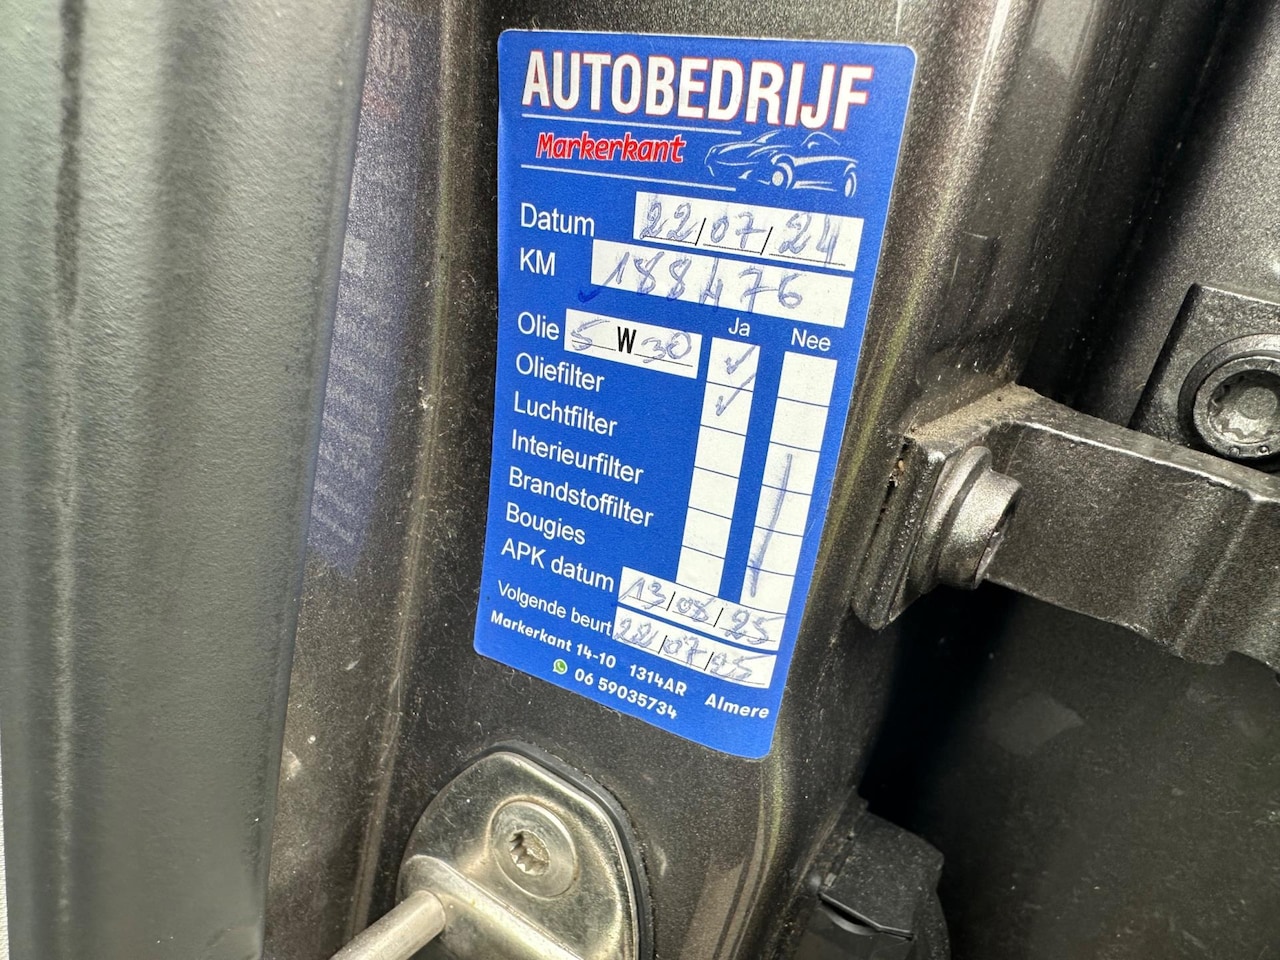 AUTOBEDRIJF
Markerkant
Datum 22/07/24
KM 188476
Ja Nee
Olie 5 W 30 ✓
Oliefilter ✓
Luchtfilter
Interieurfilter
Brandstoffilter
Bougies
APK datum 13/08/25
Volgende beurt 22/07/25
Markerkant 14-10 1314AR Almere
06 59035734